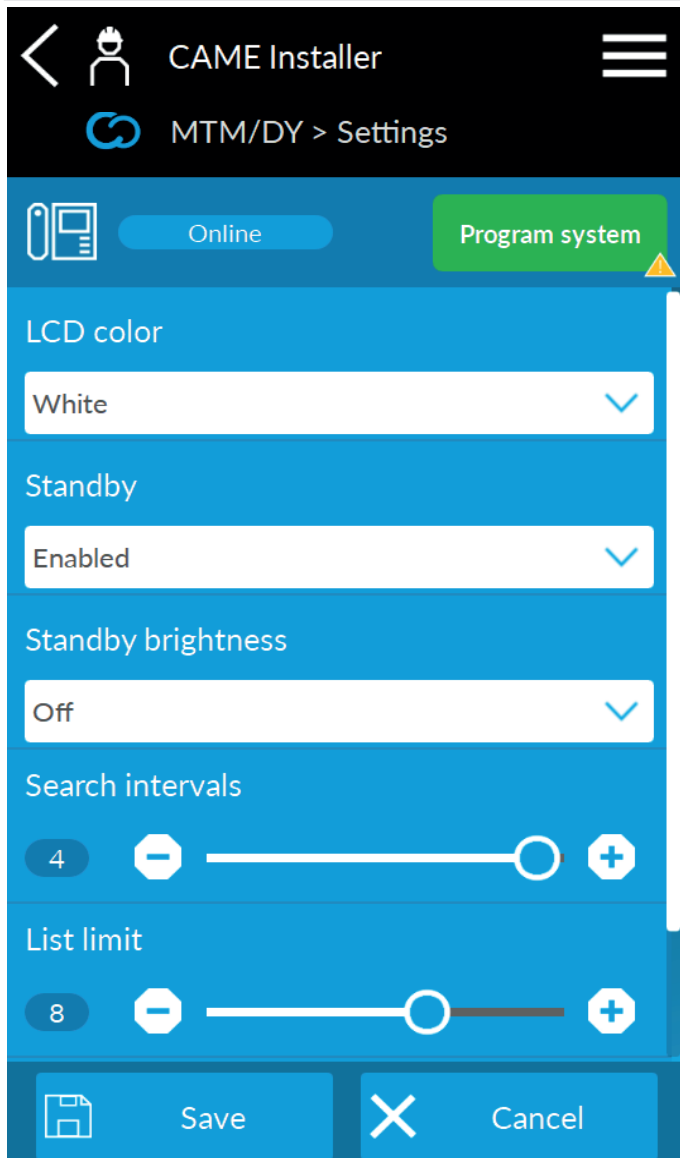 CAME Installer
MTM/DY > Settings
Online
Program system
LCD color
White
Standby
Enabled
Standby brightness
Off
Search intervals
4
List limit
8
Save
Cancel